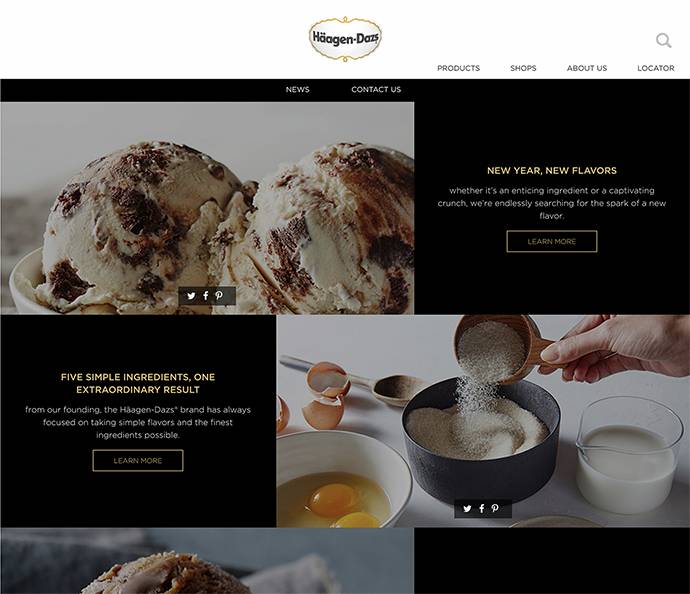 Häagen-Dazs
PRODUCTS SHOPS ABOUT US LOCATOR
NEWS CONTACT US
NEW YEAR, NEW FLAVORS
whether it's an enticing ingredient or a captivating
crunch, we're endlessly searching for the spark of a new
flavor.
LEARN MORE
FIVE SIMPLE INGREDIENTS, ONE
EXTRAORDINARY RESULT
from our founding, the Häagen-Dazs® brand has always
focused on taking simple flavors and the finest
ingredients possible.
LEARN MORE